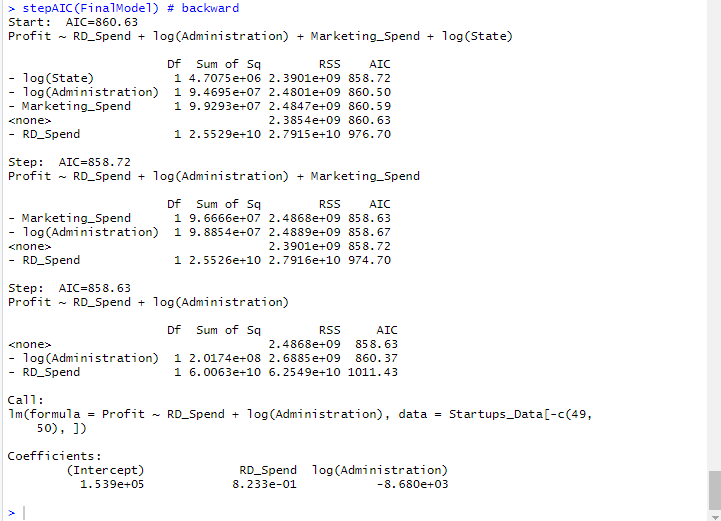 > stepAIC(FinalModel) # backward
Start:  AIC=860.63
Profit ~ RD_Spend + log(Administration) + Marketing_Spend + log(State)

                      Df  Sum of Sq        RSS    AIC
- log(State)           1 4.7075e+06 2.3901e+09 858.72
- log(Administration)  1 9.4695e+07 2.4801e+09 860.50
- Marketing_Spend      1 9.9293e+07 2.4847e+09 860.59
<none>                              2.3854e+09 860.63
- RD_Spend             1 2.5529e+10 2.7915e+10 976.70

Step:  AIC=858.72
Profit ~ RD_Spend + log(Administration) + Marketing_Spend

                      Df  Sum of Sq        RSS    AIC
- Marketing_Spend      1 9.6666e+07 2.4868e+09 858.63
- log(Administration)  1 9.8854e+07 2.4889e+09 858.67
<none>                              2.3901e+09 858.72
- RD_Spend             1 2.5526e+10 2.7916e+10 974.70

Step:  AIC=858.63
Profit ~ RD_Spend + log(Administration)

                      Df  Sum of Sq        RSS     AIC
<none>                              2.4868e+09  858.63
- log(Administration)  1 2.0174e+08 2.6885e+09  860.37
- RD_Spend             1 6.0063e+10 6.2549e+10 1011.43

Call:
lm(formula = Profit ~ RD_Spend + log(Administration), data = Startups_Data[-c(49,
    50), ])

Coefficients:
        (Intercept)             RD_Spend  log(Administration)
          1.539e+05            8.233e-01           -8.680e+03

>